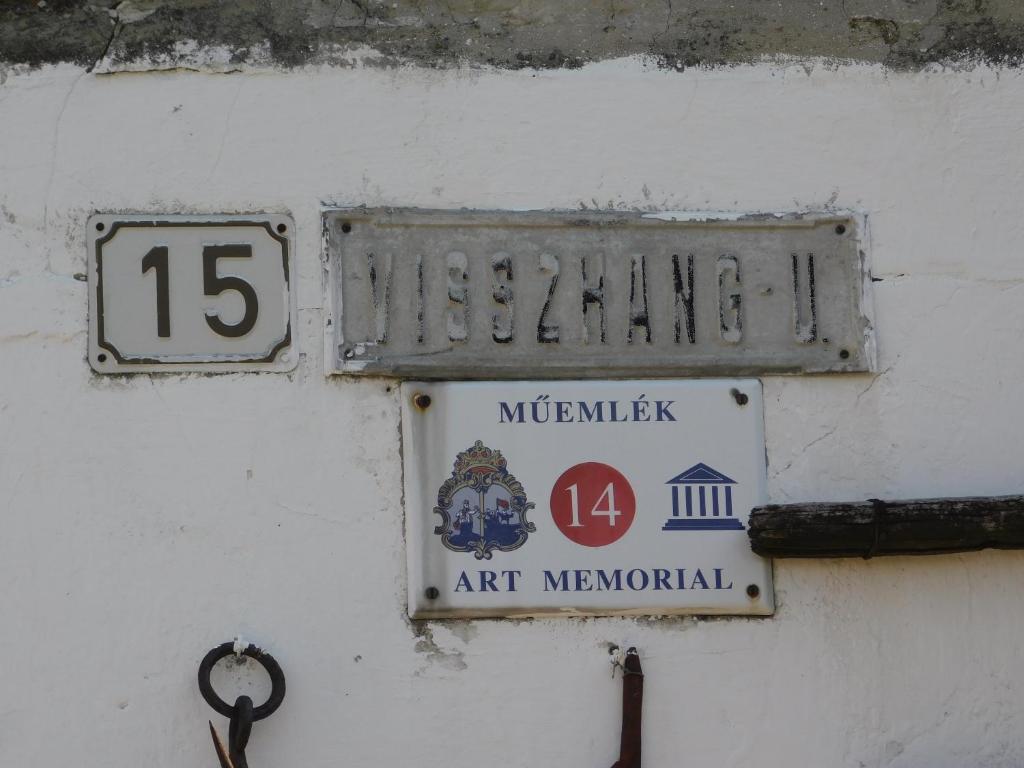 15
VISSZHANG - U.
MŰEMLÉK
14
ART MEMORIAL